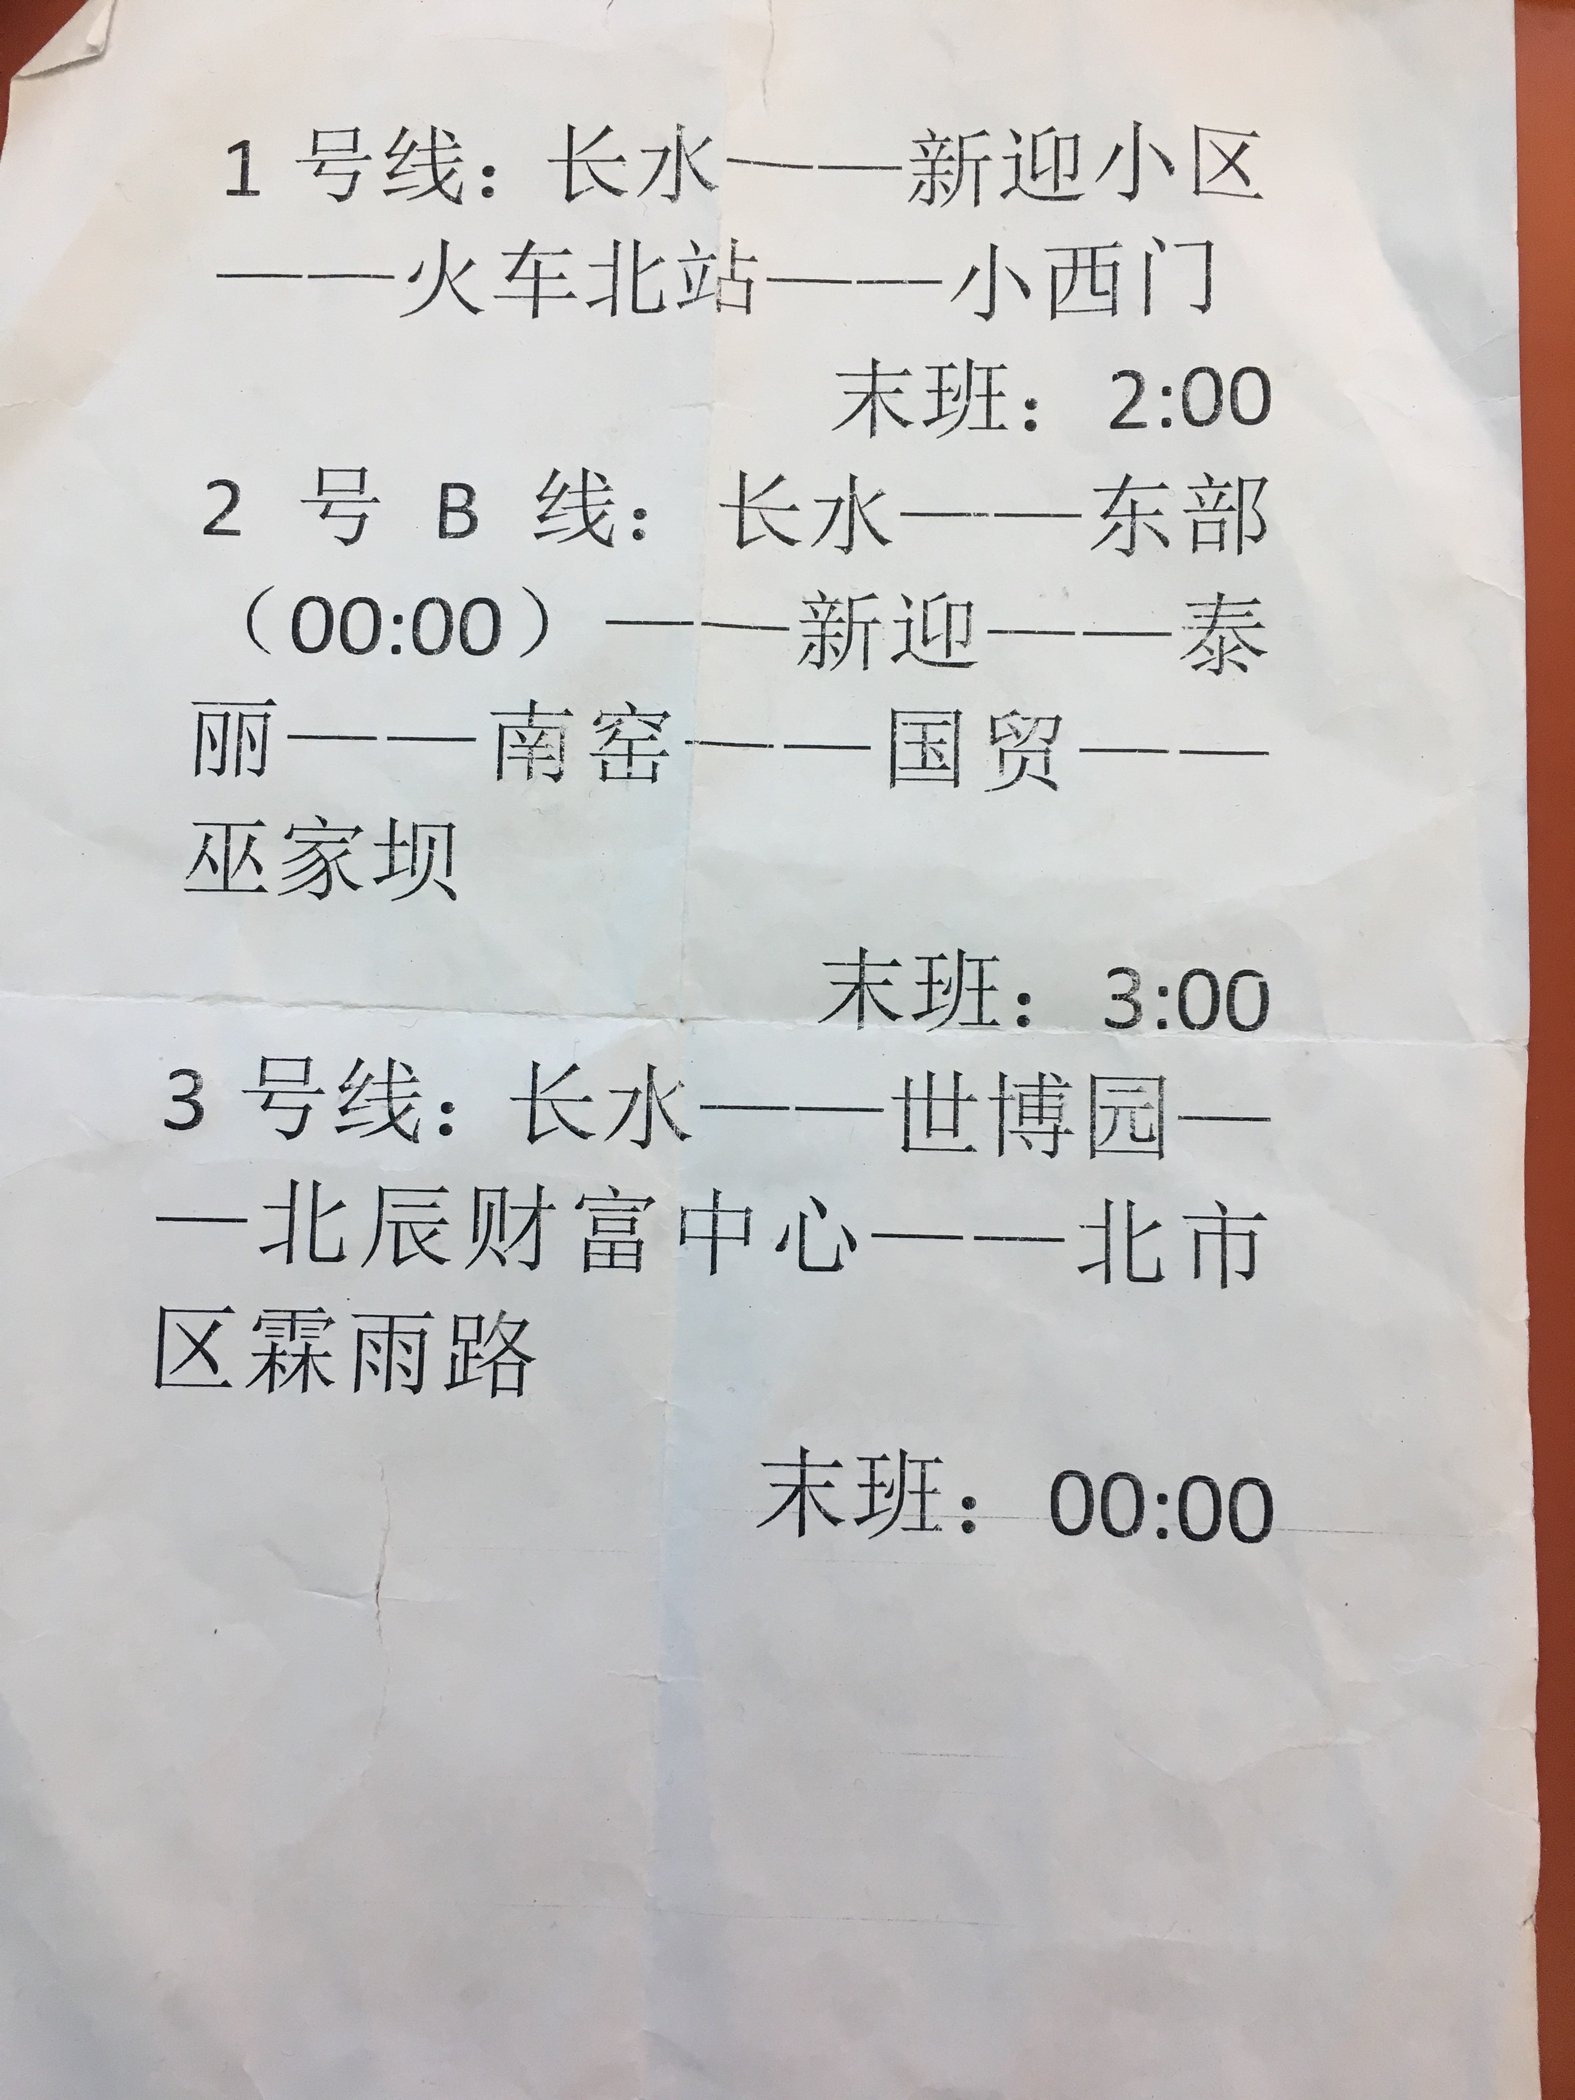 1 号线：长水——新迎小区
——火车北站——小西门
末班：2:00
2 号 B 线：长水——东部
（00:00）——新迎——泰
丽——南窑——国贸——
巫家坝
末班：3:00
3 号线：长水——世博园—
—北辰财富中心——北市
区霖雨路
末班：00:00